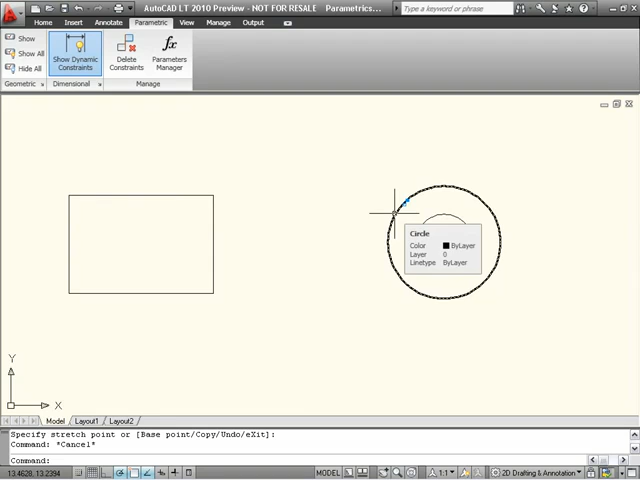 AutoCAD LT 2010 Preview - NOT FOR RESALE
Parametrics...
Type a keyword or phrase
Home Insert Annotate Parametric View Manage Output
Show
Show All
Hide All
Show Dynamic
Constraints
Delete
Constraints
Parameters
Manager
Geometric
Dimensional
Manage
Circle
Color ByLayer
Layer 0
Linetype ByLayer
Y
X
Model Layout1 Layout2
Specify stretch point or [Base point/Copy/Undo/eXit]:
Command: *Cancel*
Command:
13.4628, 13.2394
MODEL
1:1
2D Drafting & Annotation